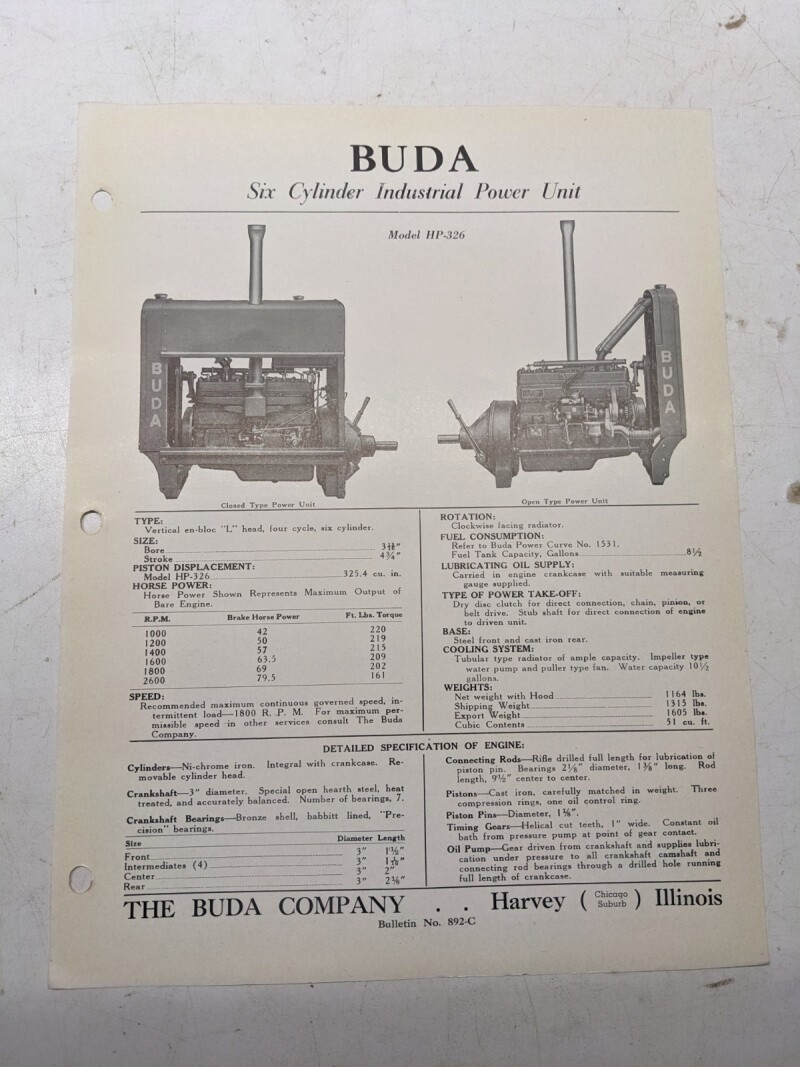 BUDA
Six Cylinder Industrial Power Unit
Model HP-326
BUDA
BUDA
Closed Type Power Unit
Open Type Power Unit
TYPE:
Vertical en-bloc "L" head, four cycle, six cylinder.
SIZE:
Bore 3 13/16"
Stroke 4¾"
PISTON DISPLACEMENT:
Model HP-326 325.4 cu. in.
HORSE POWER:
Horse Power Shown Represents Maximum Output of
Bare Engine.
R.P.M. Brake Horse Power Ft. Lbs. Torque
1000 42 220
1200 50 219
1400 57 215
1600 63.5 209
1800 69 202
2600 79.5 161
SPEED:
Recommended maximum continuous governed speed, in-
termittent load—1800 R. P. M. For maximum per-
missible speed in other services consult The Buda
Company.
ROTATION:
Clockwise facing radiator.
FUEL CONSUMPTION:
Refer to Buda Power Curve No. 1531.
Fuel Tank Capacity, Gallons 8½
LUBRICATING OIL SUPPLY:
Carried in engine crankcase with suitable measuring
gauge supplied.
TYPE OF POWER TAKE-OFF:
Dry disc clutch for direct connection, chain, pinion, or
belt drive. Stub shaft for direct connection of engine
to driven unit.
BASE:
Steel front and cast iron rear.
COOLING SYSTEM:
Tubular type radiator of ample capacity. Impeller type
water pump and puller type fan. Water capacity 10½
gallons.
WEIGHTS:
Net weight with Hood 1164 lbs.
Shipping Weight 1315 lbs.
Export Weight 1605 lbs.
Cubic Contents 51 cu. ft.
DETAILED SPECIFICATION OF ENGINE:
Cylinders—Ni-chrome iron. Integral with crankcase. Re-
movable cylinder head.
Crankshaft—3" diameter. Special open hearth steel, heat
treated, and accurately balanced. Number of bearings, 7.
Crankshaft Bearings—Bronze shell, babbitt lined, "Pre-
cision" bearings.
Size Diameter Length
Front 3" 1½"
Intermediates (4) 3"
Center 3" 2"
Rear 3"
Connecting Rods—Rifle drilled full length for lubrication of
piston pin. Bearings 2⅛" diameter, 1⅜" long. Rod
length, 9½" center to center.
Pistons—Cast iron, carefully matched in weight. Three
compression rings, one oil control ring.
Piston Pins—Diameter,
Timing Gears—Helical cut teeth, 1" wide. Constant oil
bath from pressure pump at point of gear contact.
Oil Pump—Gear driven from crankshaft and supplies lubri-
cation under pressure to all crankshaft camshaft and
connecting rod bearings through a drilled hole running
full length of crankcase.
THE BUDA COMPANY . . Harvey (Chicago Suburb) Illinois
Bulletin No. 892-C